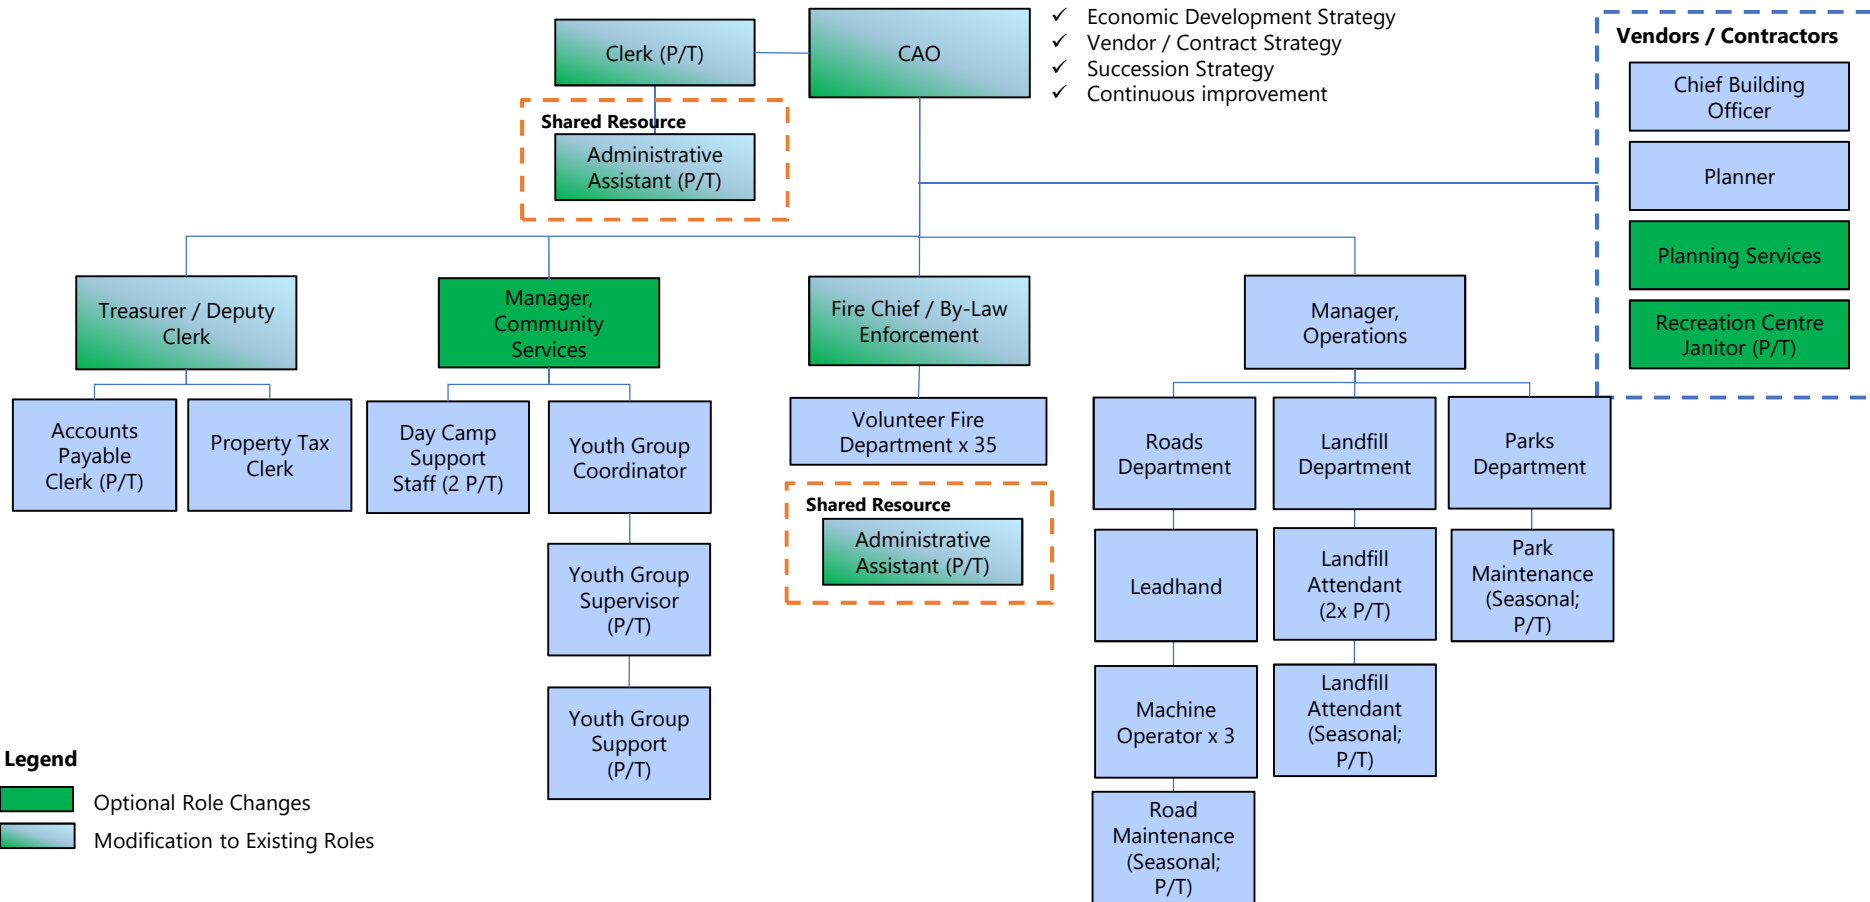 Clerk (P/T)
CAO
✓ Economic Development Strategy
✓ Vendor / Contract Strategy
✓ Succession Strategy
✓ Continuous improvement
Vendors / Contractors
Chief Building
Officer
Planner
Planning Services
Recreation Centre
Janitor (P/T)
Shared Resource
Administrative
Assistant (P/T)
Treasurer / Deputy
Clerk
Manager,
Community
Services
Fire Chief / By-Law
Enforcement
Manager,
Operations
Accounts
Payable
Clerk (P/T)
Property Tax
Clerk
Day Camp
Support
Staff (2 P/T)
Youth Group
Coordinator
Youth Group
Supervisor
(P/T)
Youth Group
Support
(P/T)
Volunteer Fire
Department x 35
Shared Resource
Administrative
Assistant (P/T)
Roads
Department
Leadhand
Machine
Operator x 3
Road
Maintenance
(Seasonal;
P/T)
Landfill
Department
Landfill
Attendant
(2x P/T)
Landfill
Attendant
(Seasonal;
P/T)
Parks
Department
Park
Maintenance
(Seasonal;
P/T)
Legend
Optional Role Changes
Modification to Existing Roles